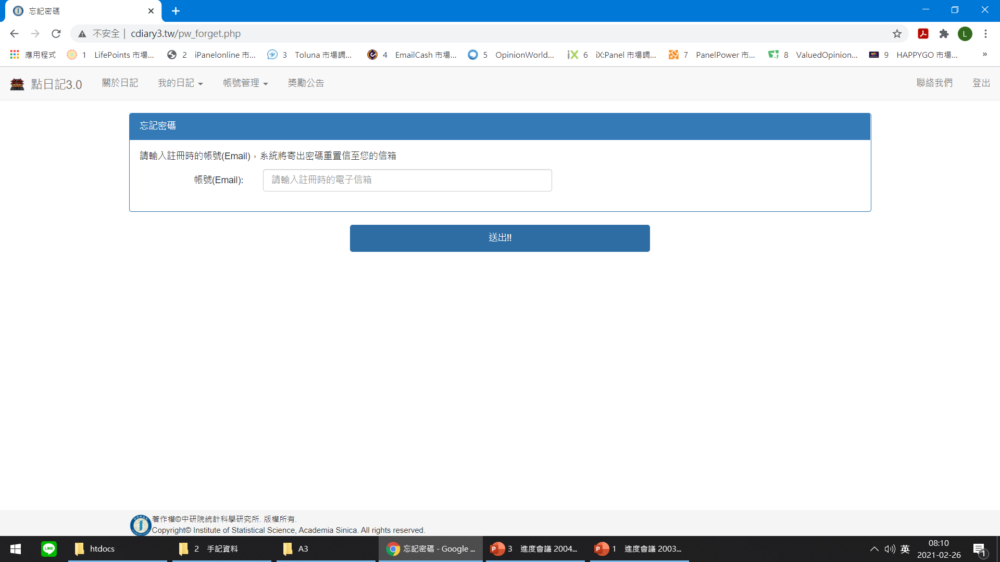 忘記密碼
不安全 | cdiary3.tw/pw_forget.php
L
應用程式 1 LifePoints 市場... 2 iPanelonline 市... 3 Toluna 市場調... 4 EmailCash 市場... 5 OpinionWorld... 6 iX:Panel 市場調... 7 PanelPower 市... 8 ValuedOpinion... 9 HAPPYGO 市場... »
點日記3.0 關於日記 我的日記 帳號管理 獎勵公告 聯絡我們 登出
忘記密碼
請輸入註冊時的帳號(Email)，系統將寄出密碼重置信至您的信箱
帳號(Email): 請輸入註冊時的電子信箱
送出!!
著作權©中研院統計科學研究所. 版權所有.
Copyright© Institute of Statistical Science, Academia Sinica. All rights reserved.
LINE htdocs 2 手記資料 A3 忘記密碼 - Google ... 3 進度會議 2004... 1 進度會議 2003... 英 08:10
2021-02-26 1